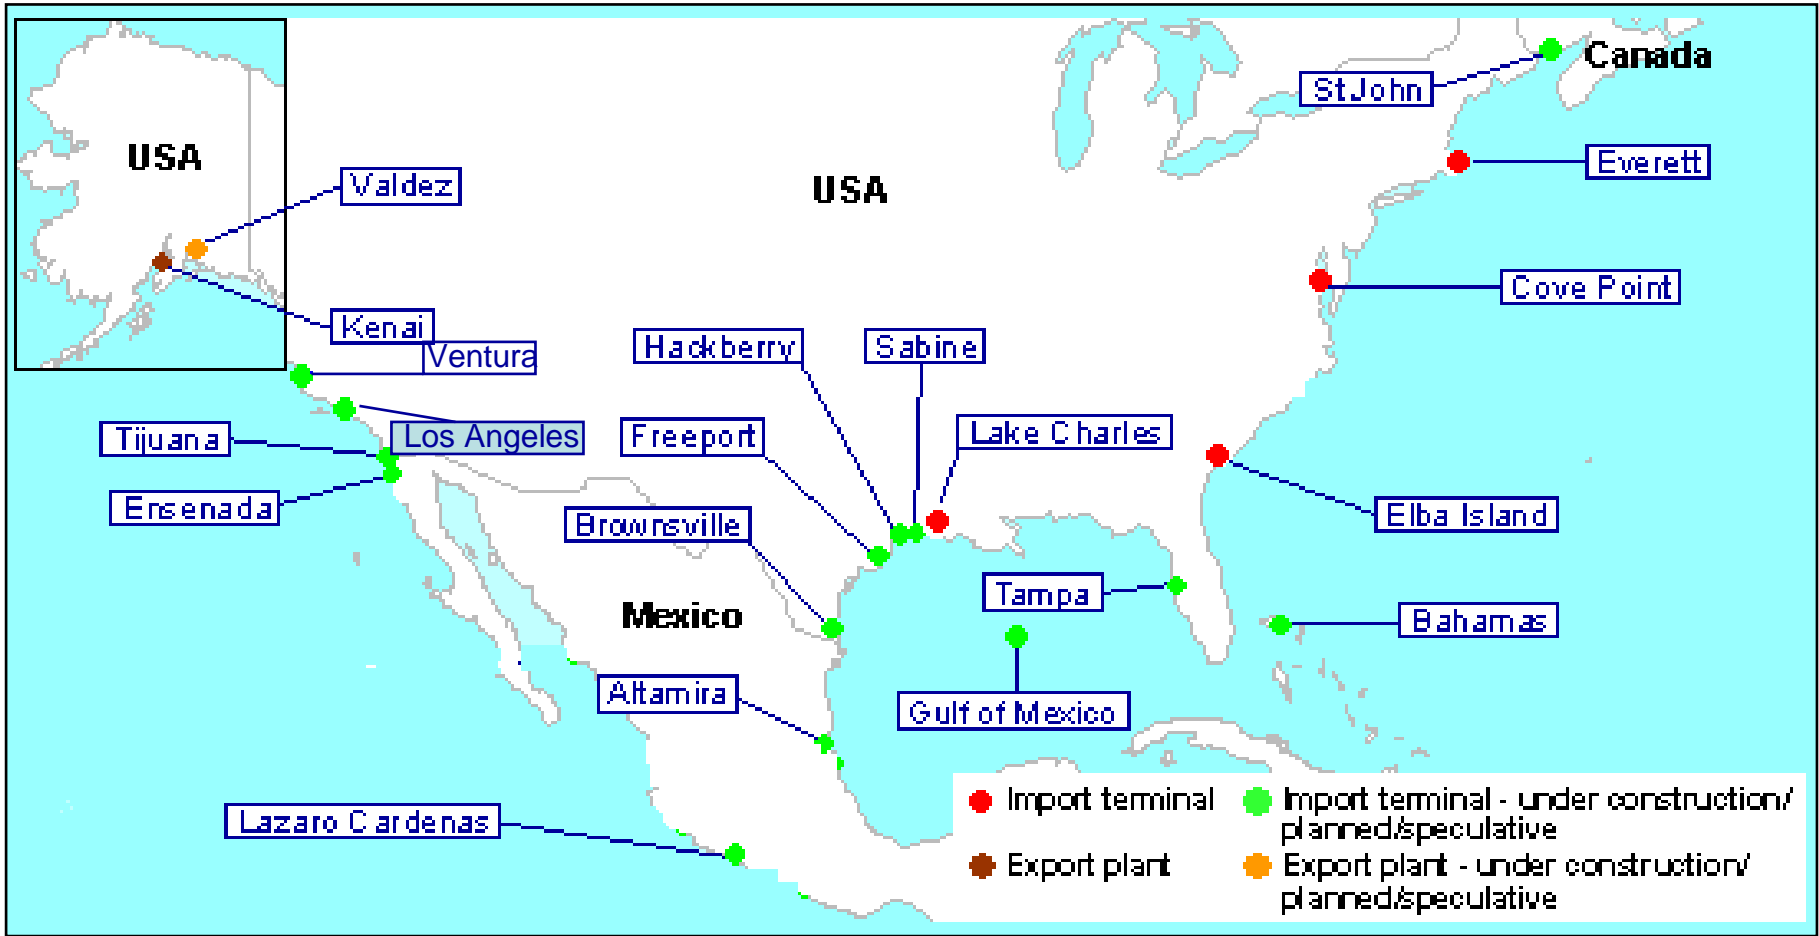 Canada
St.John
USA
Everett
Valdez
USA
Cove Point
Kenai
Ventura
Hackberry
Sabine
Tijuana
Los Angeles
Freeport
Lake Charles
Ensenada
Brownsville
Elba Island
Tampa
Mexico
Bahamas
Altamira
Gulf of Mexico
Lazaro Cardenas
Import terminal
Import terminal - under construction/
planned/speculative
Export plant
Export plant - under construction/
planned/speculative